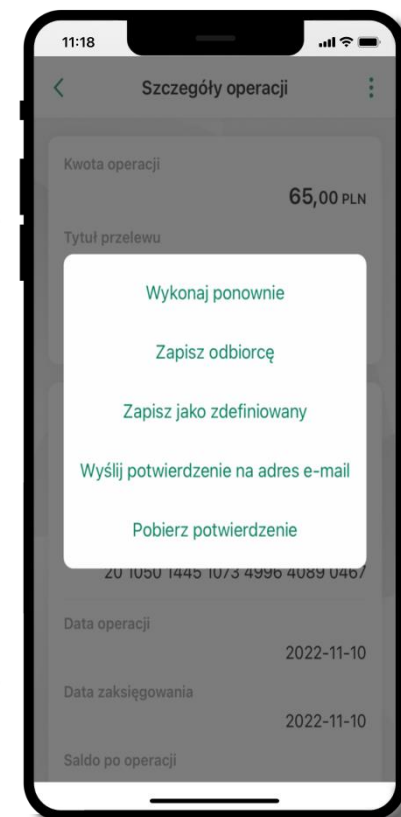 11:18
Szczegóły operacji
Kwota operacji
65,00 PLN
Tytuł przelewu
Wykonaj ponownie
Zapisz odbiorcę
Zapisz jako zdefiniowany
Wyślij potwierdzenie na adres e-mail
Pobierz potwierdzenie
20 1050 1445 1073 4996 4089 0467
Data operacji
2022-11-10
Data zaksięgowania
2022-11-10
Saldo po operacji